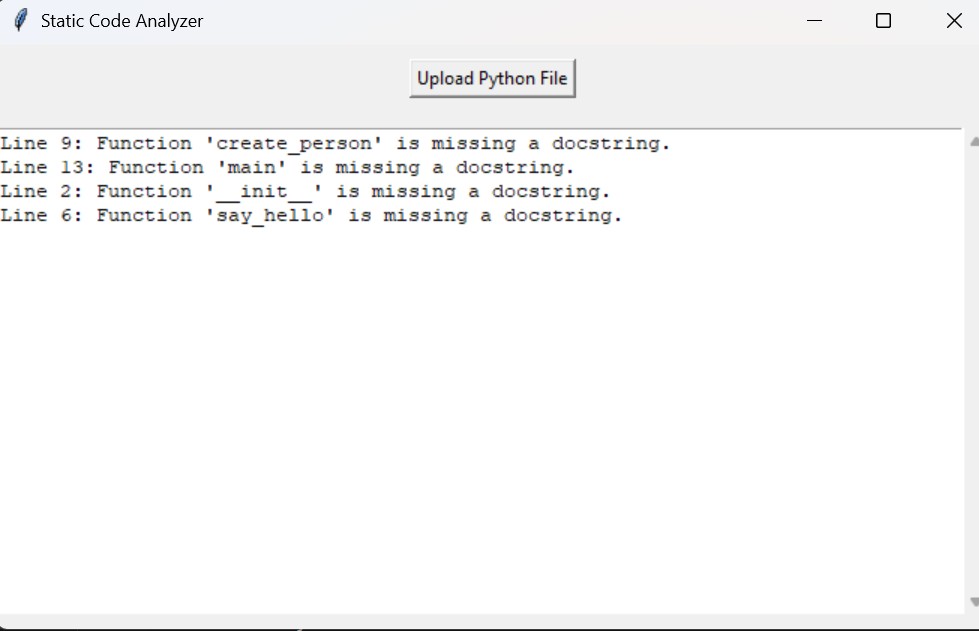 Static Code Analyzer
Upload Python File
Line 9: Function 'create_person' is missing a docstring.
Line 13: Function 'main' is missing a docstring.
Line 2: Function '__init__' is missing a docstring.
Line 6: Function 'say_hello' is missing a docstring.